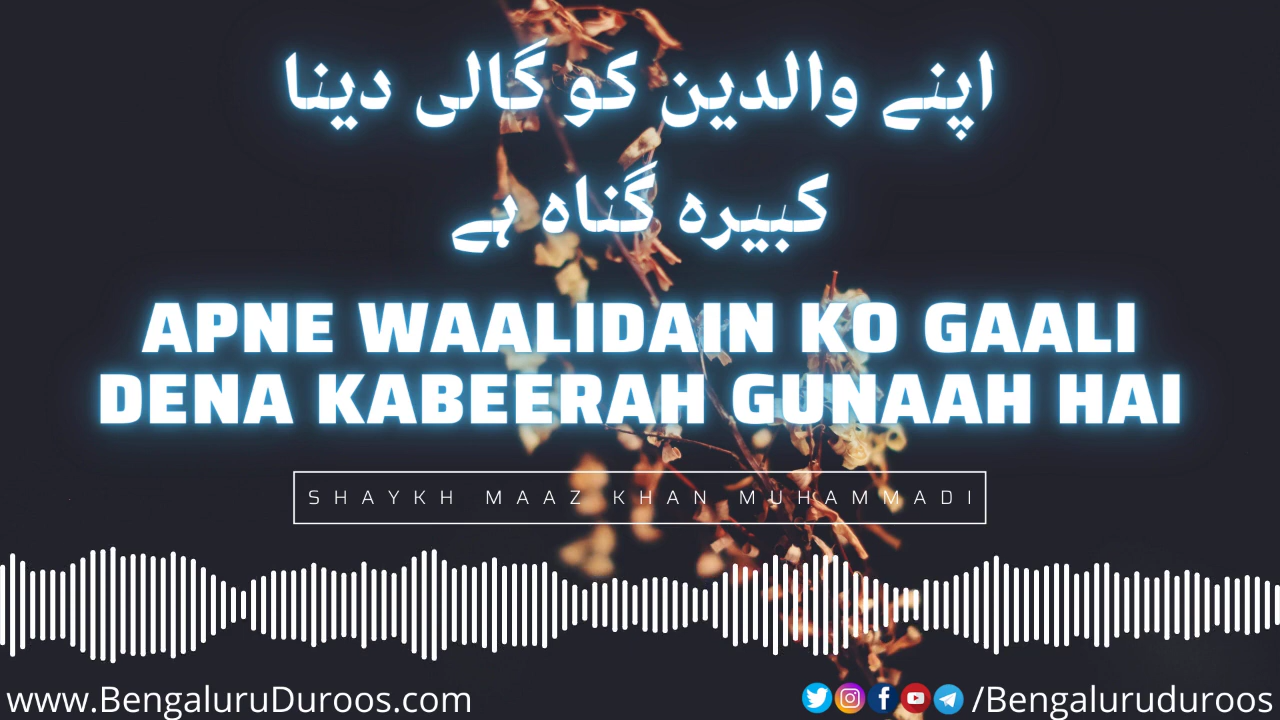 اپنے والدین کو گالی دینا
کبیرہ گناہ ہے
APNE WAALIDAIN KO GAALI
DENA KABEERAH GUNAAH HAI
SHAYKH MAAZ KHAN MUHAMMADI
www.BengaluruDuroos.com
/Bengaluruduroos